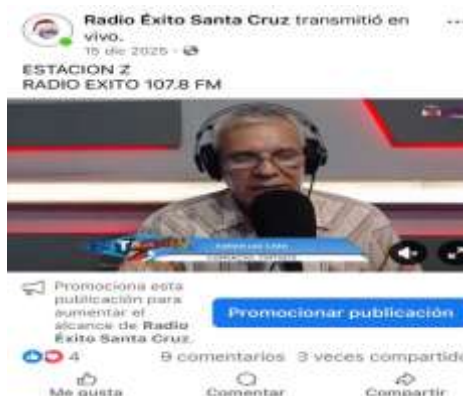 Radio Éxito Santa Cruz transmitió en
vivo.
15 dic 2025
ESTACION Z
RADIO EXITO 107.8 FM
Promociona esta
publicación para
aumentar el
alcance de Radio
Éxito Santa Cruz.
Promocionar publicación
4
9 comentarios 3 veces compartido
Me gusta
Comentar
Compartir